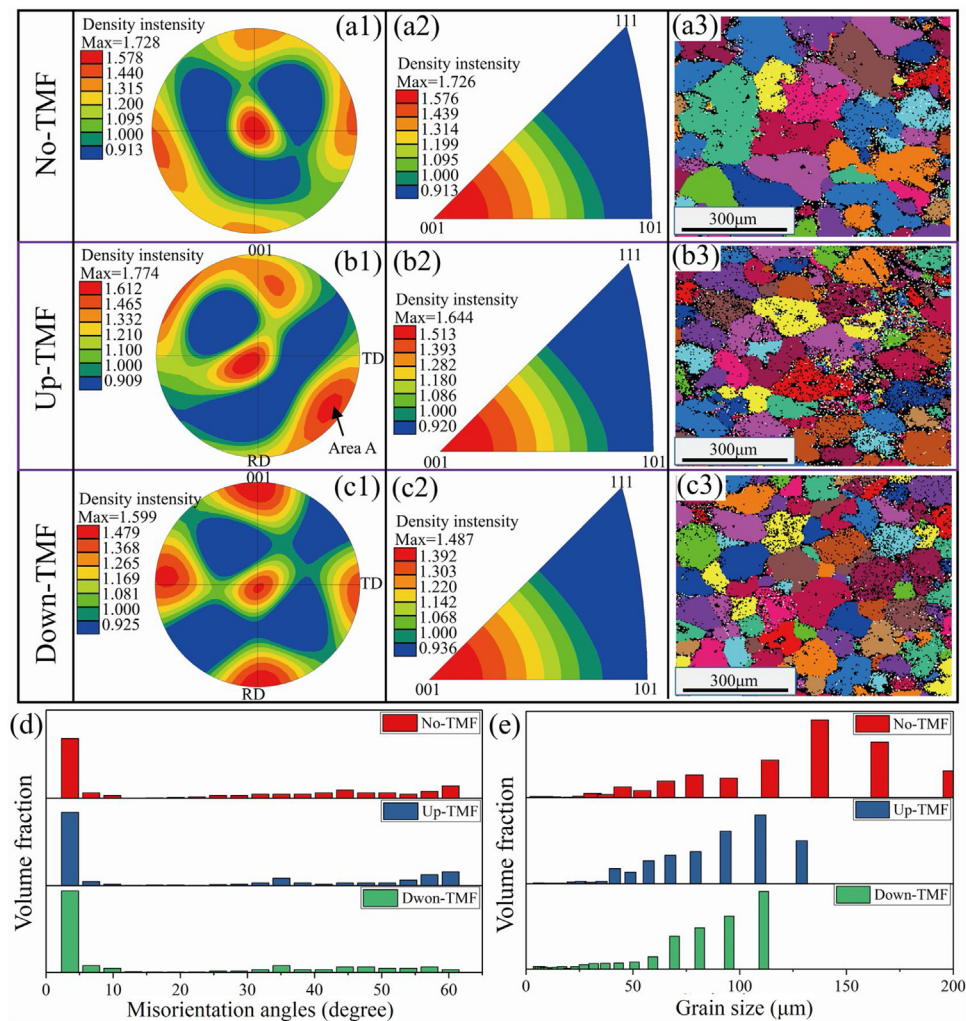 No-TMF
(a1)
Density instensity
Max=1.728
1.578
1.440
1.315
1.200
1.095
1.000
0.913
(a2)
111
Density instensity
Max=1.726
1.576
1.439
1.314
1.199
1.095
1.000
0.913
001
101
(a3)
300μm
Up-TMF
001
(b1)
Density instensity
Max=1.774
1.612
1.465
1.332
1.210
1.100
1.000
0.909
TD
Area A
RD
(b2)
111
Density instensity
Max=1.644
1.513
1.393
1.282
1.180
1.086
1.000
0.920
001
101
(b3)
300μm
Down-TMF
001
(c1)
Density instensity
Max=1.599
1.479
1.368
1.265
1.169
1.081
1.000
0.925
TD
RD
(c2)
111
Density instensity
Max=1.487
1.392
1.303
1.220
1.142
1.068
1.000
0.936
001
101
(c3)
300μm
(d)
No-TMF
Up-TMF
Dwon-TMF
Volume fraction
0 10 20 30 40 50 60
Misorientation angles (degree)
(e)
No-TMF
Up-TMF
Down-TMF
Volume fraction
0 50 100 150 200
Grain size (μm)